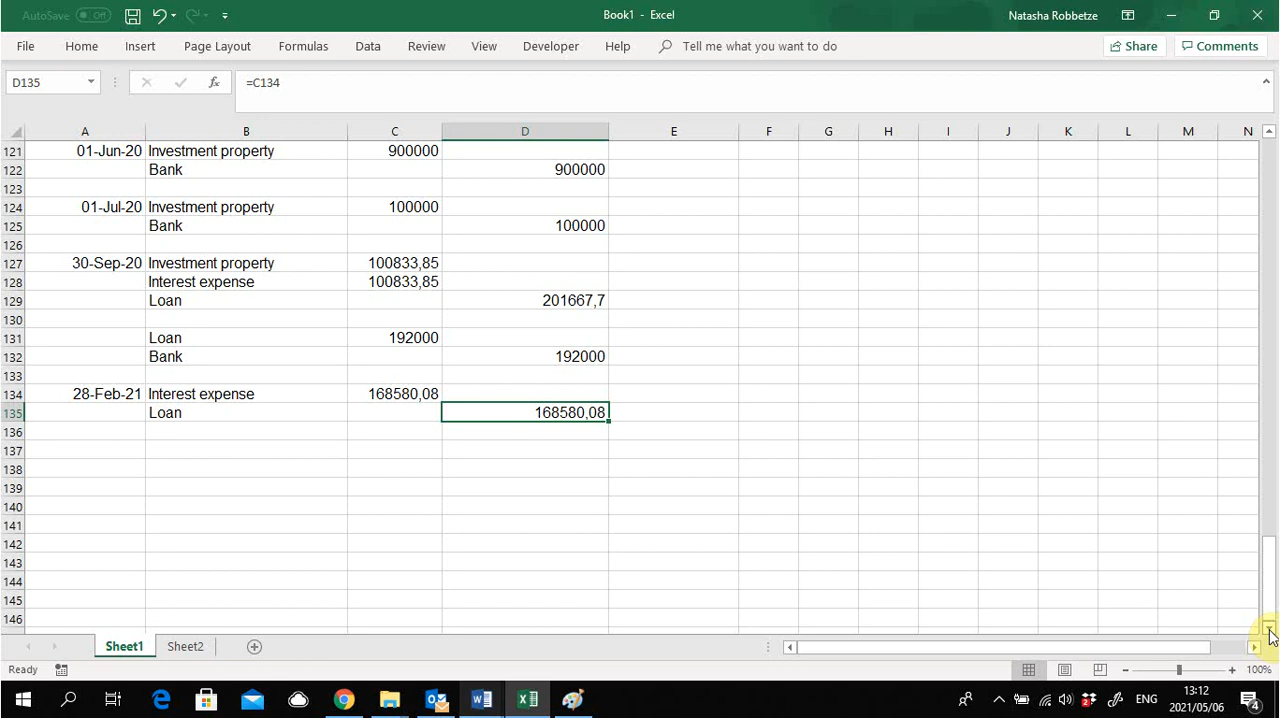 AutoSave Off Book1 - Excel Natasha Robbetze
File Home Insert Page Layout Formulas Data Review View Developer Help Tell me what you want to do Share Comments
D135 fx =C134
A B C D E F G H I J K L M N
121 01-Jun-20 Investment property 900000
122 Bank 900000
123
124 01-Jul-20 Investment property 100000
125 Bank 100000
126
127 30-Sep-20 Investment property 100833,85
128 Interest expense 100833,85
129 Loan 201667,7
130
131 Loan 192000
132 Bank 192000
133
134 28-Feb-21 Interest expense 168580,08
135 Loan 168580,08
136
137
138
139
140
141
142
143
144
145
146
Sheet1 Sheet2
Ready 100%
ENG 13:12
2021/05/06 4